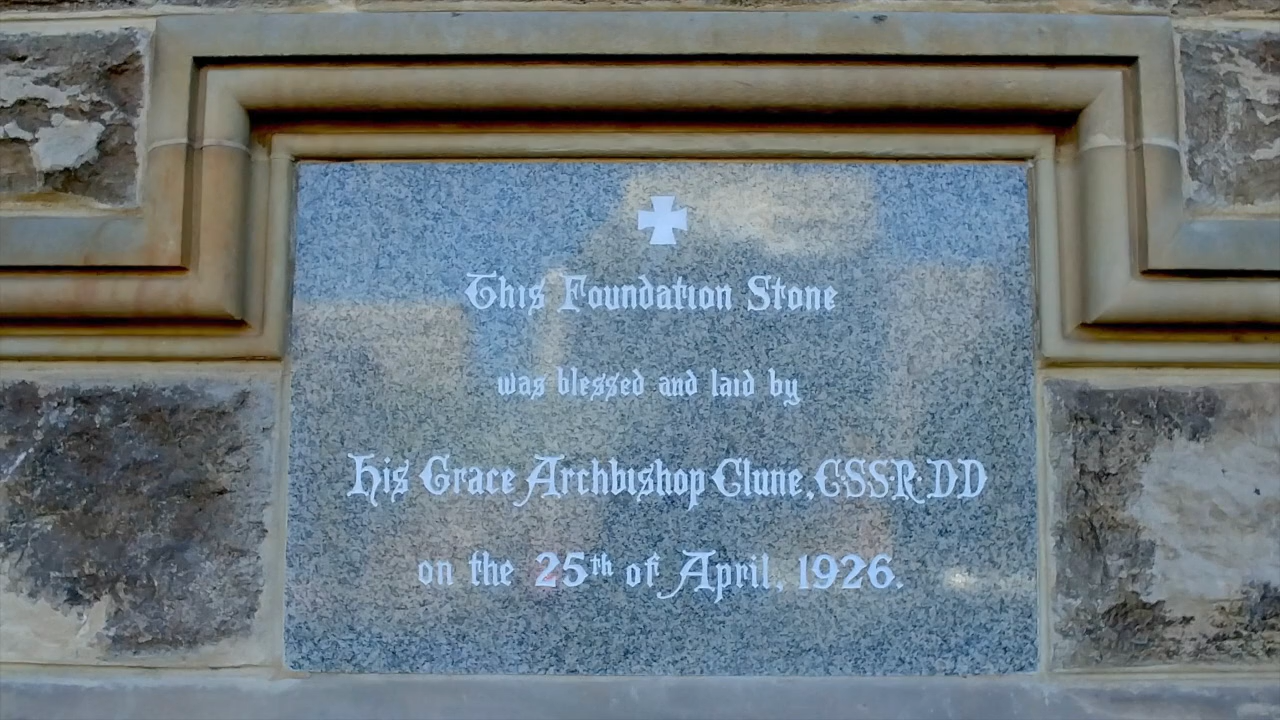 This Foundation Stone
was blessed and laid by
His Grace Archbishop Clune, C·SS·R· DD
on the 25th of April, 1926.